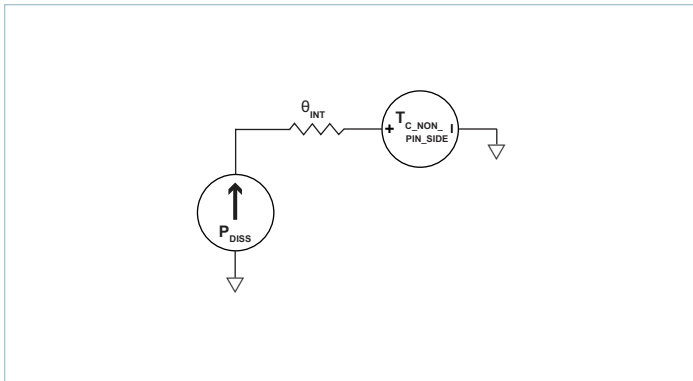 θINT
+ TC_NON_ I
PIN_SIDE
PDISS